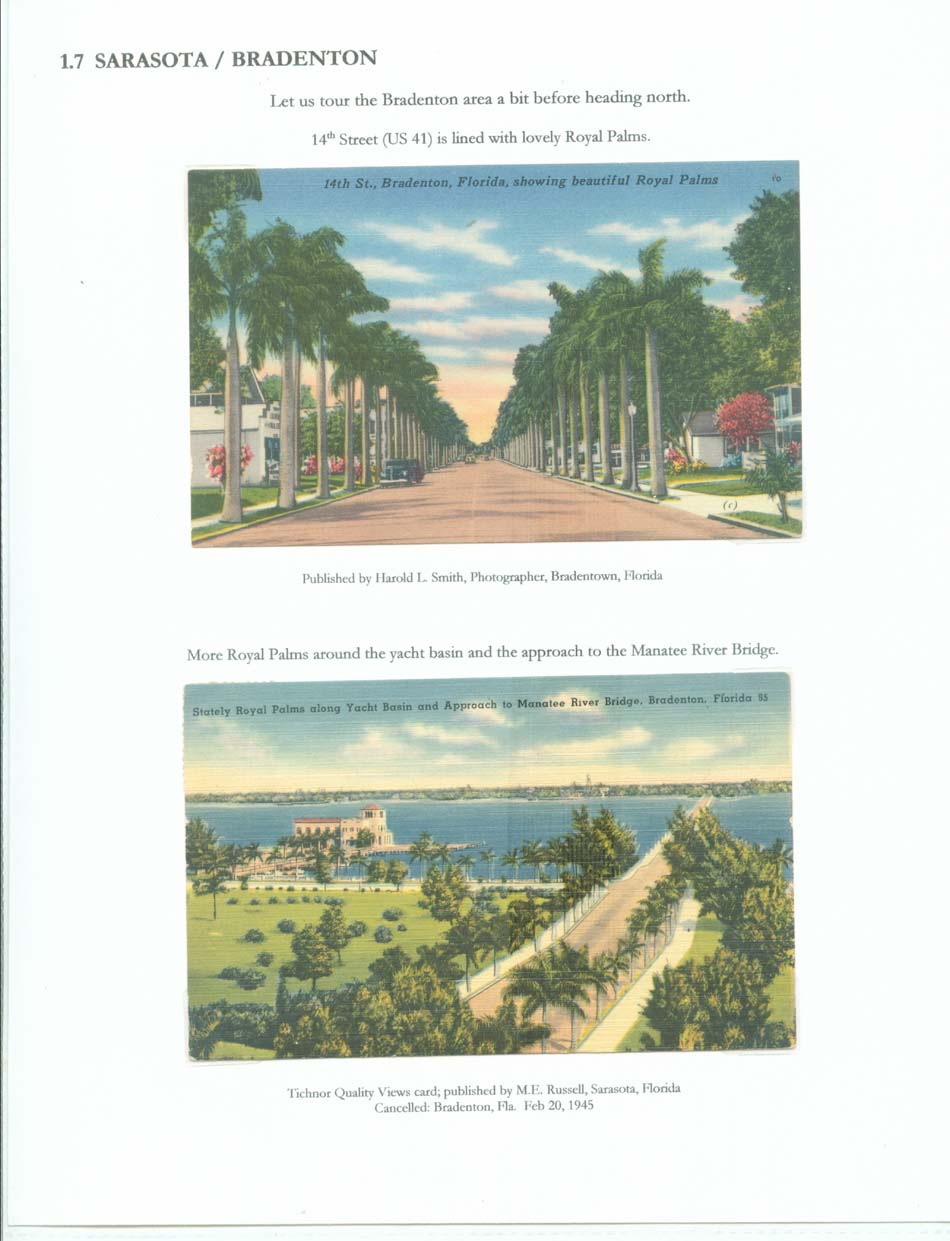 1.7 SARASOTA / BRADENTON
Let us tour the Bradenton area a bit before heading north.
14th Street (US 41) is lined with lovely Royal Palms.
14th St., Bradenton, Florida, showing beautiful Royal Palms
(c)
Published by Harold L. Smith, Photographer, Bradentown, Florida
More Royal Palms around the yacht basin and the approach to the Manatee River Bridge.
Stately Royal Palms along Yacht Basin and Approach to Manatee River Bridge, Bradenton, Florida 95
Tichnor Quality Views card; published by M.E. Russell, Sarasota, Florida
Cancelled: Bradenton, Fla. Feb 20, 1945